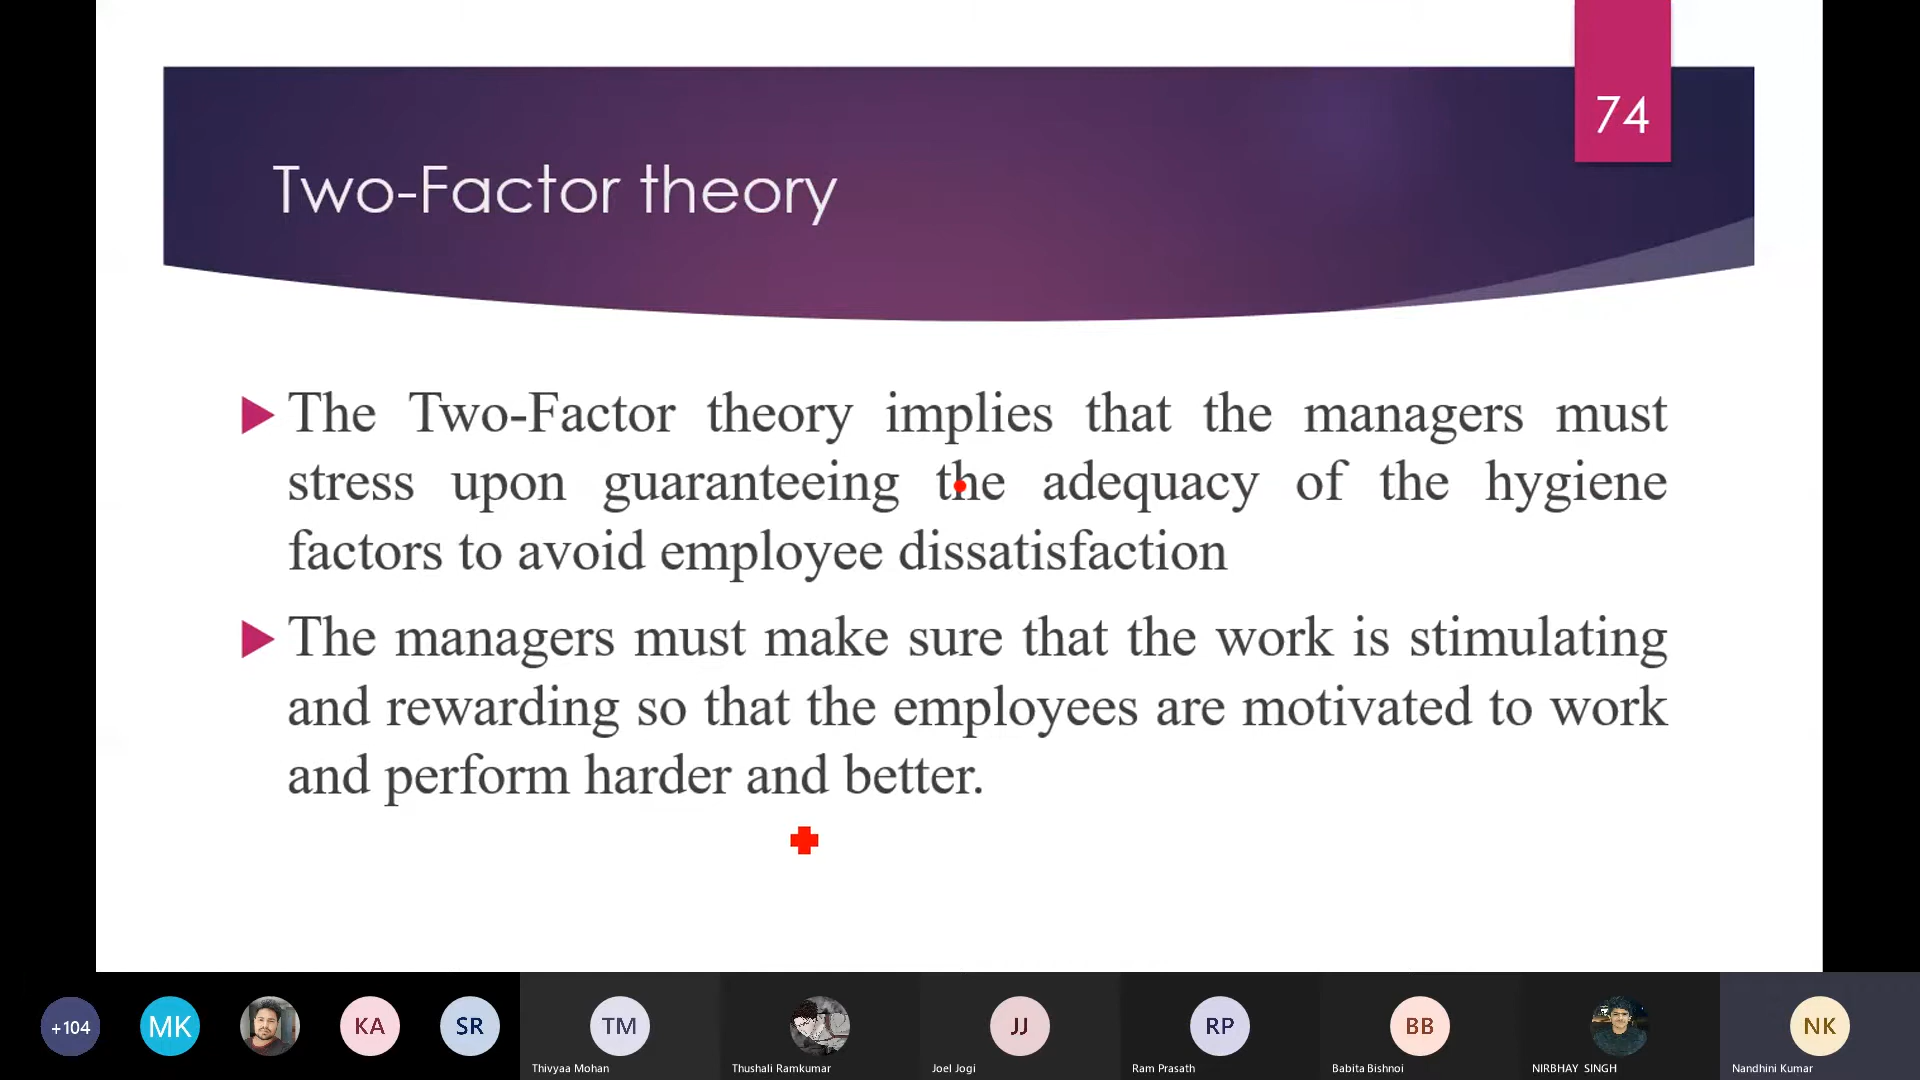 74
Two-Factor theory
The Two-Factor theory implies that the managers must
stress upon guaranteeing the adequacy of the hygiene
factors to avoid employee dissatisfaction
The managers must make sure that the work is stimulating
and rewarding so that the employees are motivated to work
and perform harder and better.
+104
MK
KA
SR
TM
JJ
RP
BB
NK
Thivyaa Mohan
Thushali Ramkumar
Joel Jogi
Ram Prasath
Babita Bishnoi
NIRBHAY SINGH
Nandhini Kumar